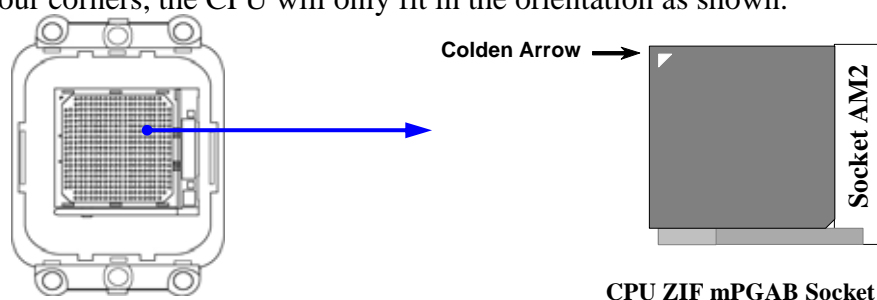 our corners, the CPU will only fit in the orientation as shown.
Colden Arrow
Socket AM2
CPU ZIF mPGAB Socket